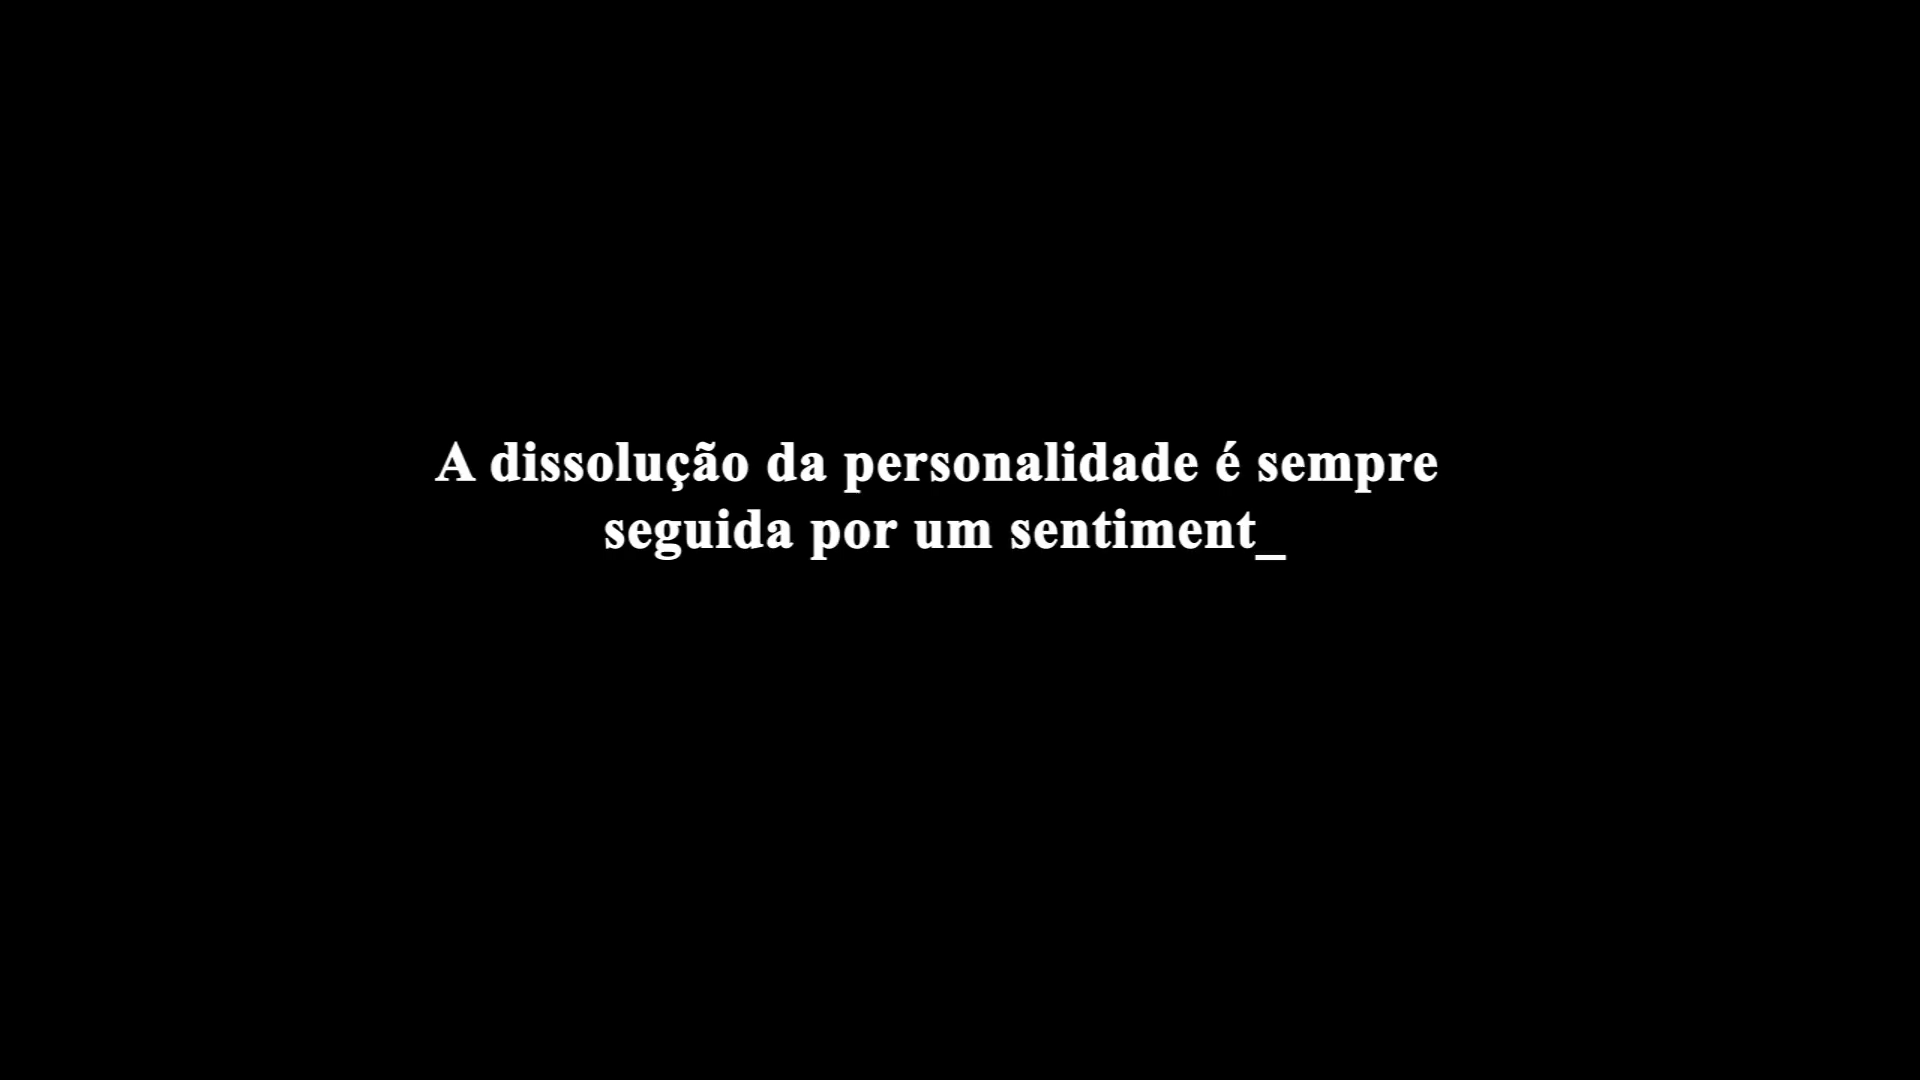 A dissolução da personalidade é sempre
seguida por um sentiment_